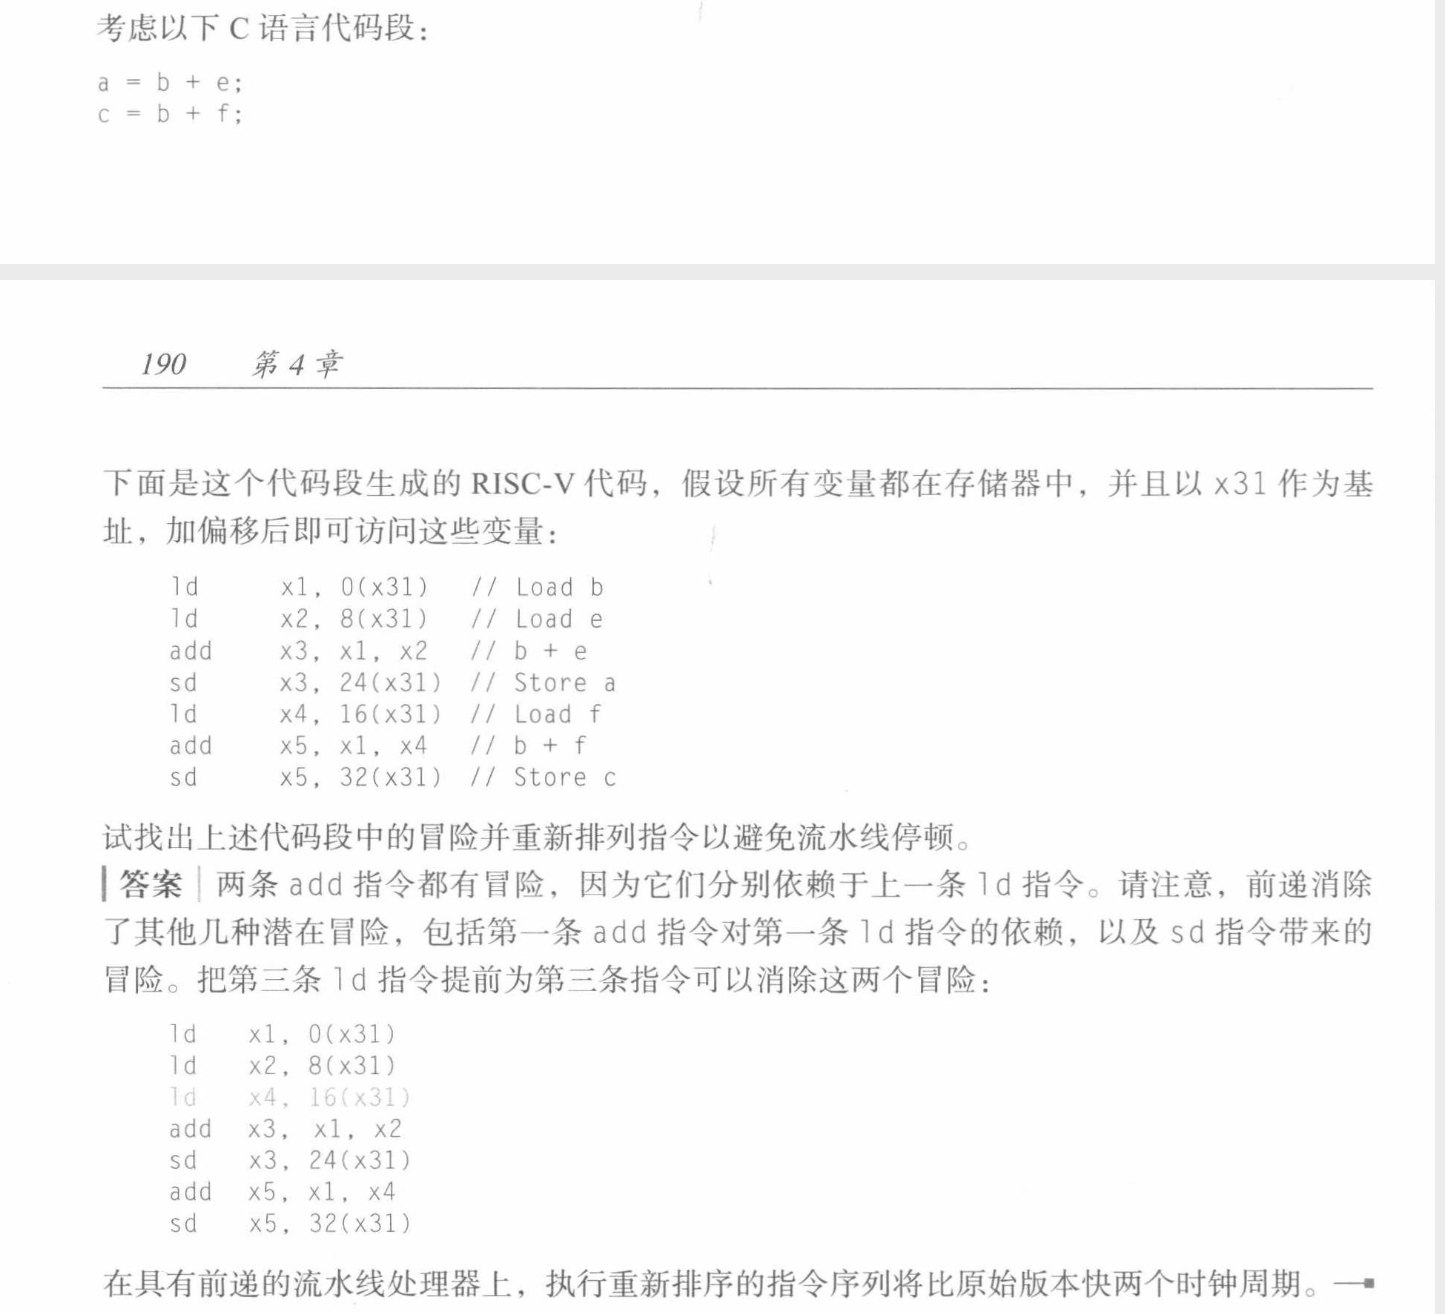 考虑以下 C 语言代码段：
a = b + e;
c = b + f;
190 第 4 章
下面是这个代码段生成的 RISC-V 代码，假设所有变量都在存储器中，并且以 x31 作为基
址，加偏移后即可访问这些变量：
ld x1, 0(x31) // Load b
ld x2, 8(x31) // Load e
add x3, x1, x2 // b + e
sd x3, 24(x31) // Store a
ld x4, 16(x31) // Load f
add x5, x1, x4 // b + f
sd x5, 32(x31) // Store c
试找出上述代码段中的冒险并重新排列指令以避免流水线停顿。
答案 两条 add 指令都有冒险，因为它们分别依赖于上一条 ld 指令。请注意，前递消除
了其他几种潜在冒险，包括第一条 add 指令对第一条 ld 指令的依赖，以及 sd 指令带来的
冒险。把第三条 ld 指令提前为第三条指令可以消除这两个冒险：
ld x1, 0(x31)
ld x2, 8(x31)
ld x4, 16(x31)
add x3, x1, x2
sd x3, 24(x31)
add x5, x1, x4
sd x5, 32(x31)
在具有前递的流水线处理器上，执行重新排序的指令序列将比原始版本快两个时钟周期。